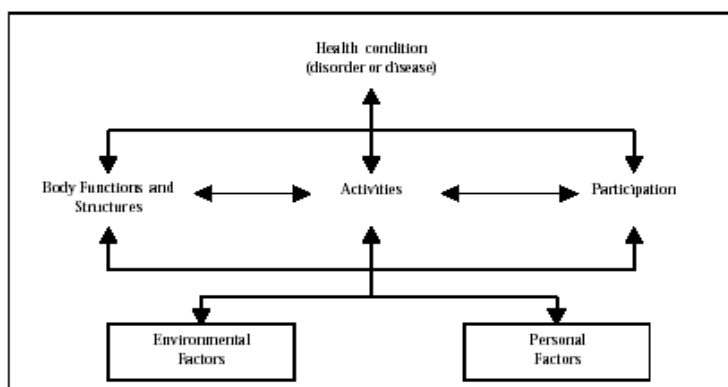 Health condition
(disorder or disease)
Body Functions and
Structures
Activities
Participation
Environmental
Factors
Personal
Factors